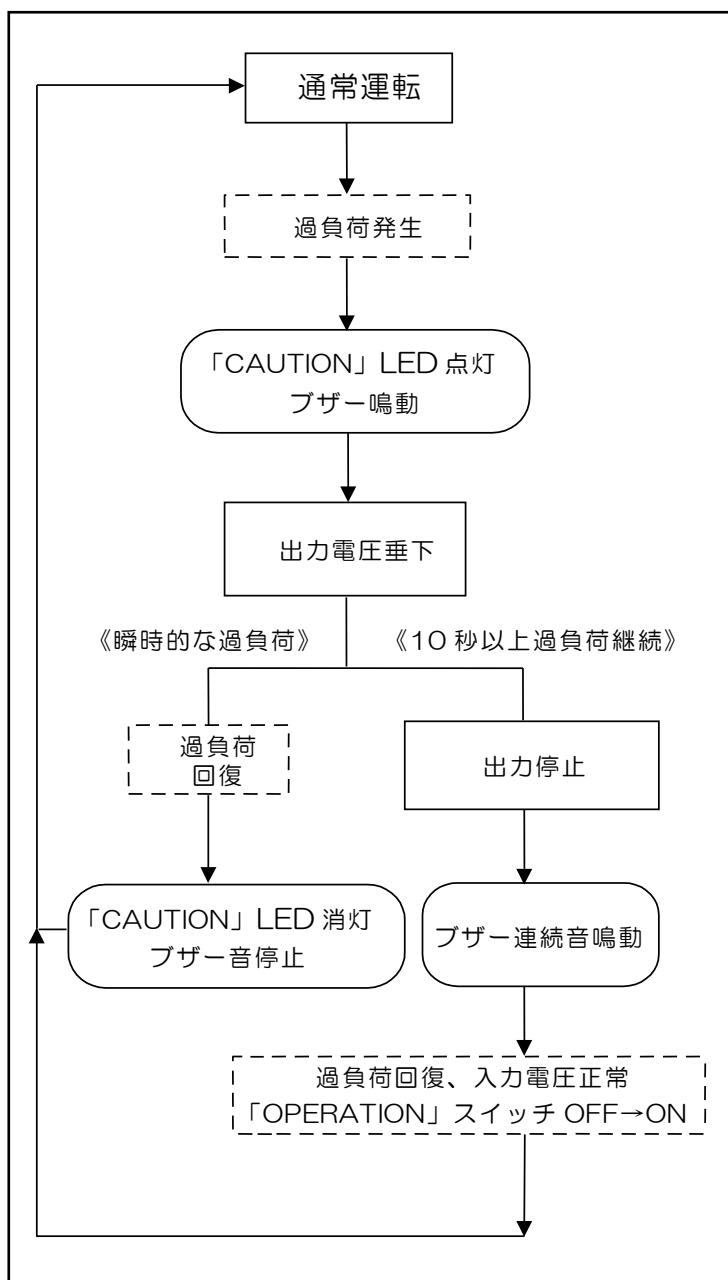 通常運転
過負荷発生
「CAUTION」LED 点灯
ブザー鳴動
出力電圧垂下
《瞬時的な過負荷》
《10 秒以上過負荷継続》
過負荷
回復
出力停止
「CAUTION」LED 消灯
ブザー音停止
ブザー連続音鳴動
過負荷回復、入力電圧正常
「OPERATION」スイッチ OFF→ON